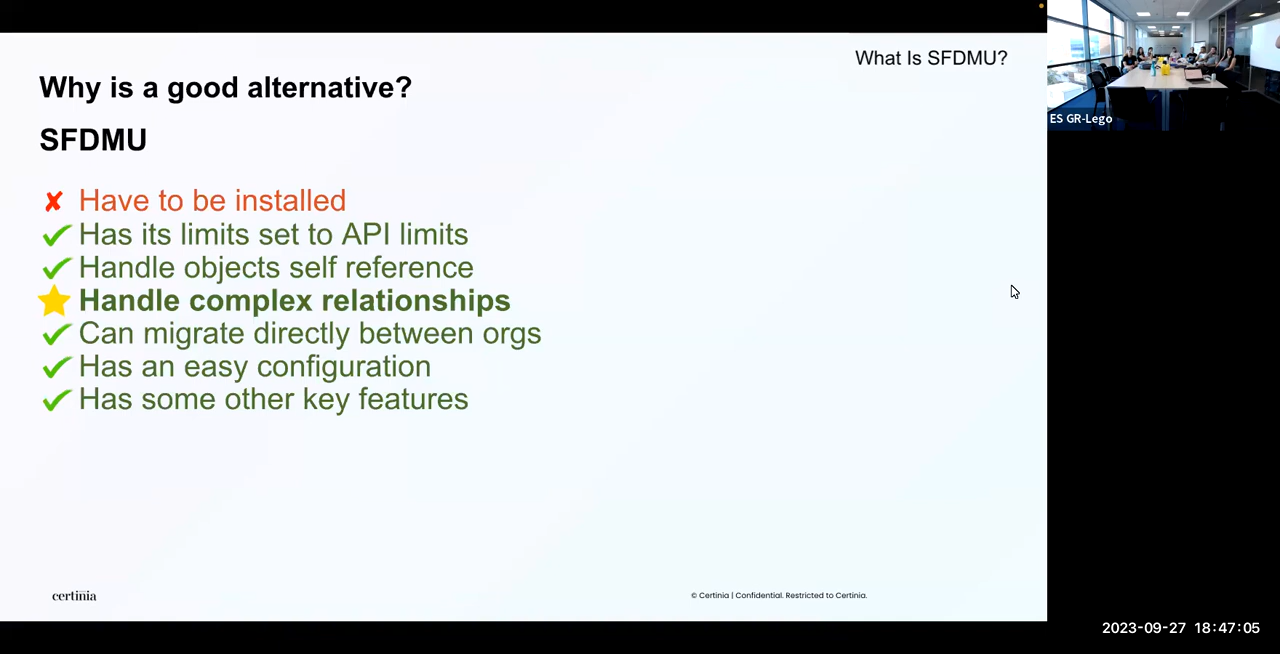 What Is SFDMU?
Why is a good alternative?
SFDMU
✘ Have to be installed
✔ Has its limits set to API limits
✔ Handle objects self reference
⭐ Handle complex relationships
✔ Can migrate directly between orgs
✔ Has an easy configuration
✔ Has some other key features
certinia
© Certinia | Confidential. Restricted to Certinia.
ES GR-Lego
2023-09-27 18:47:05